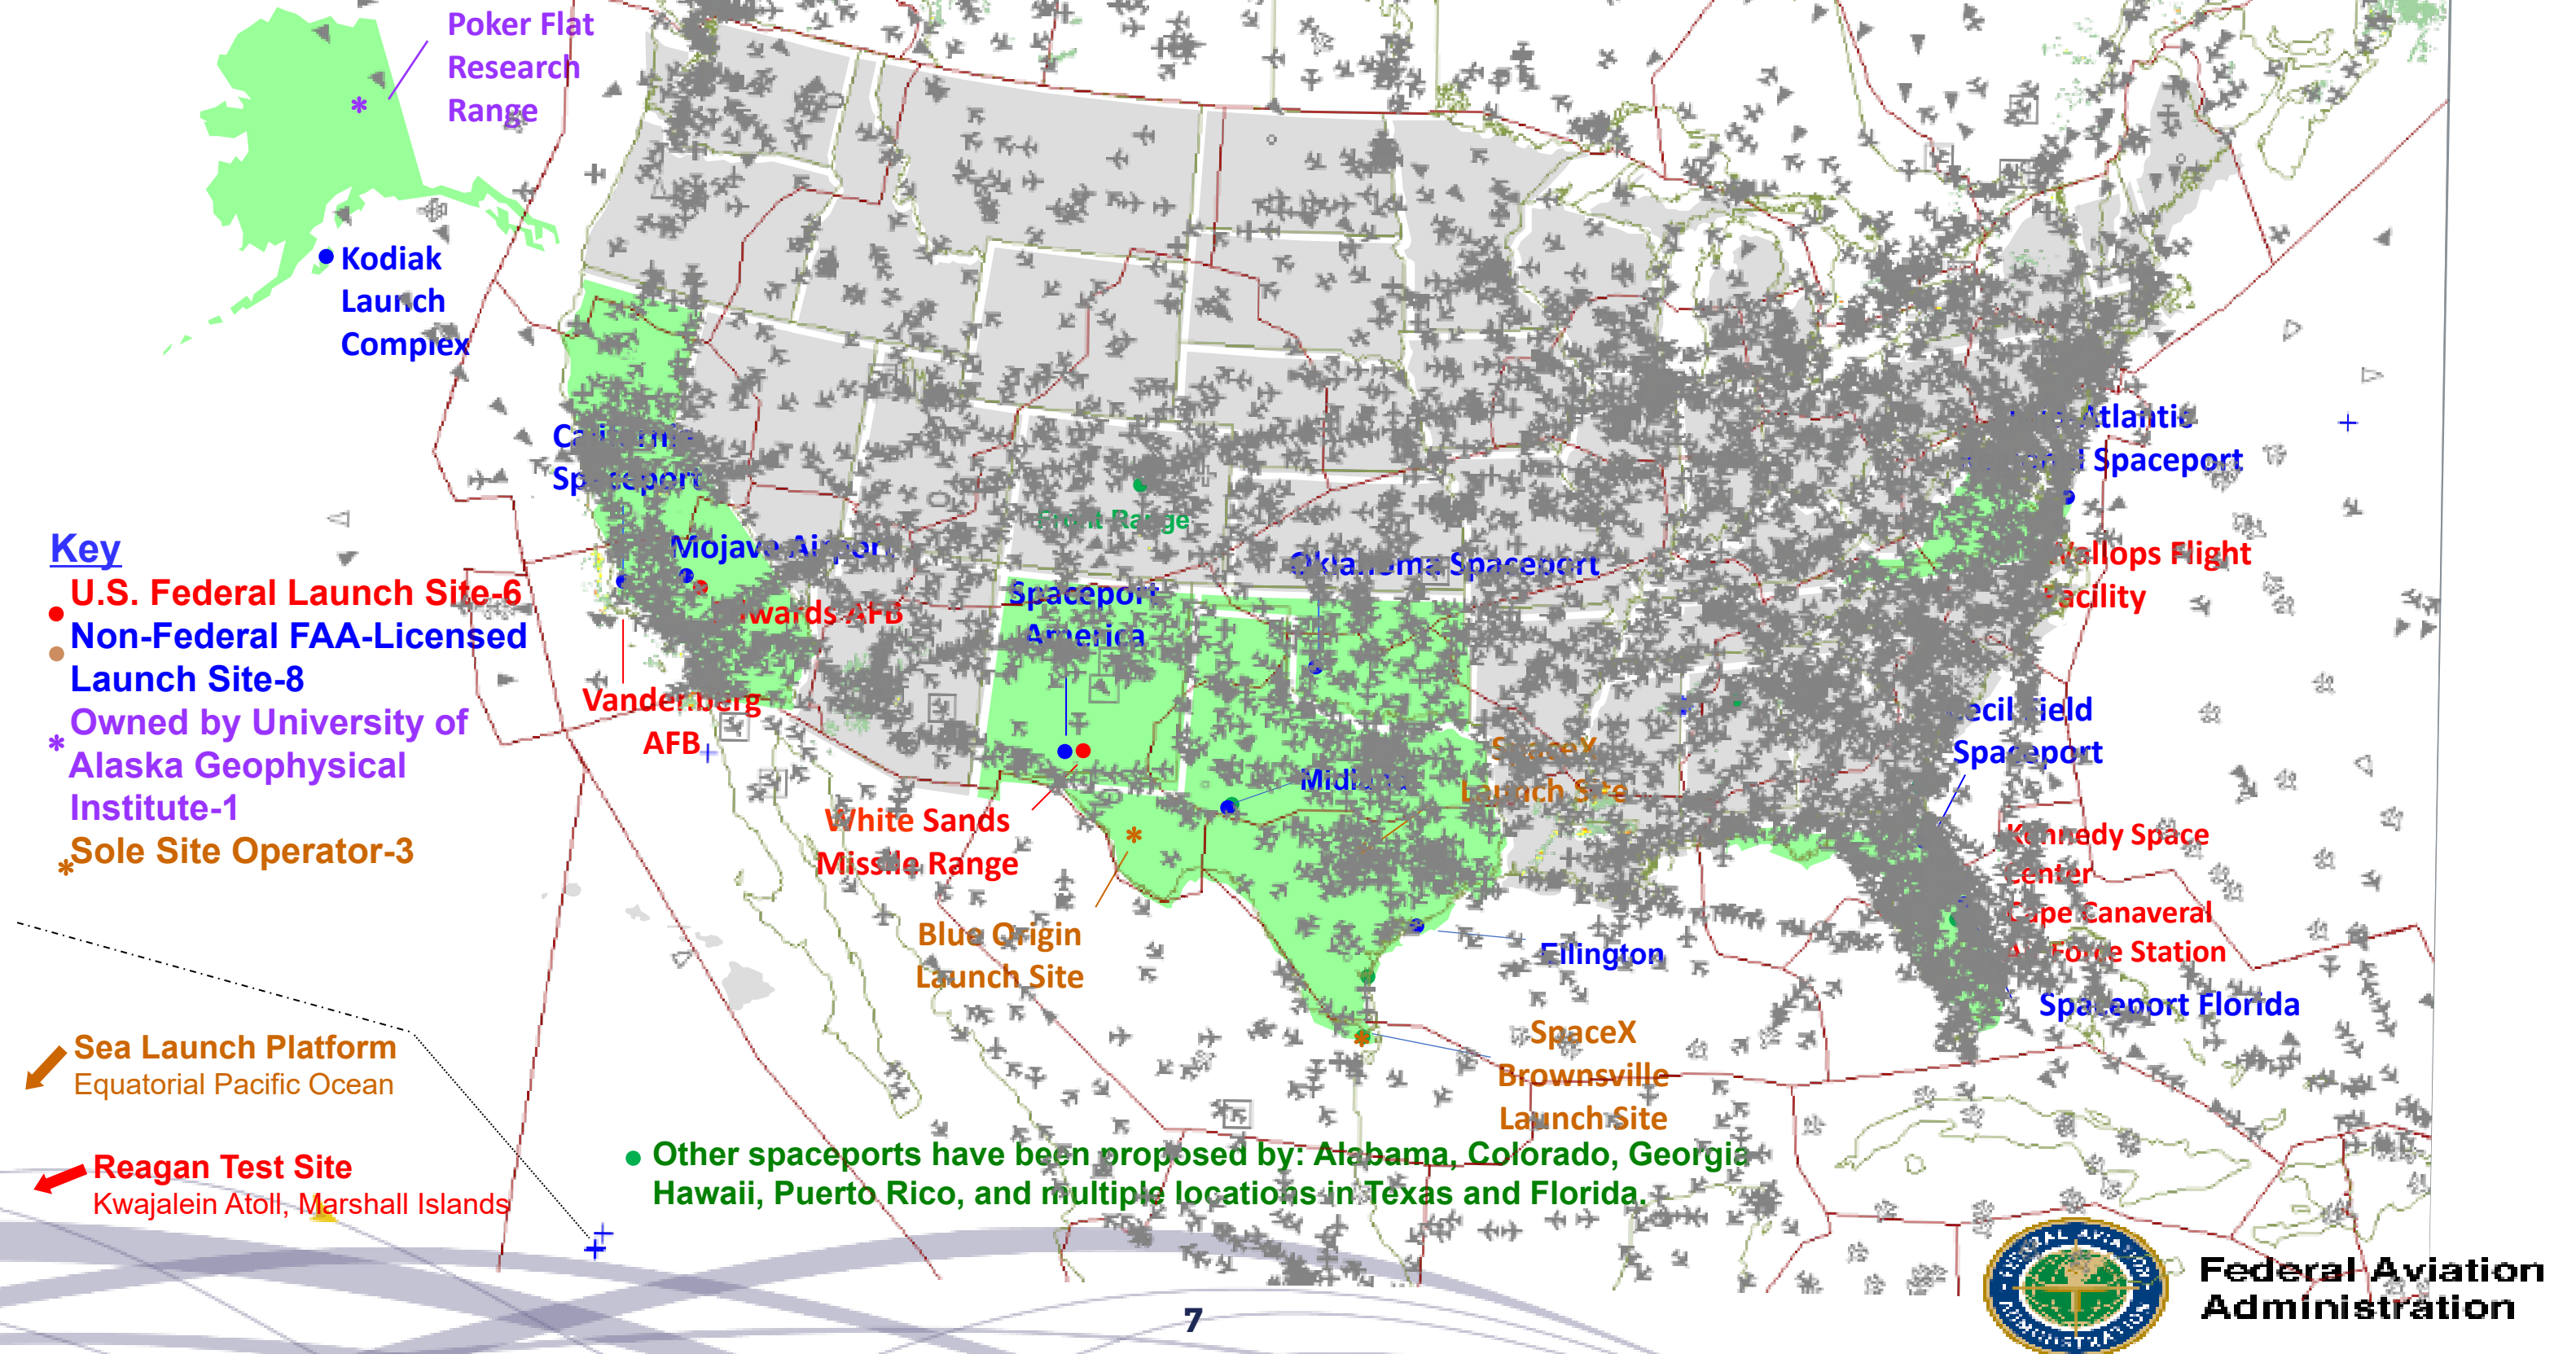 Poker Flat
Research
Range
Kodiak
Launch
Complex
California
Spaceport
Mojave Airport
Edwards AFB
Vandenberg
AFB
Front Range
Spaceport
America
Oklahoma Spaceport
Midland
White Sands
Missile Range
Blue Origin
Launch Site
SpaceX
Launch Site
Ellington
SpaceX
Brownsville
Launch Site
Atlantic
Spaceport
Wallops Flight
Facility
Cecil Field
Spaceport
Kennedy Space
Center
Cape Canaveral
Air Force Station
Spaceport Florida
Key
U.S. Federal Launch Site-6
Non-Federal FAA-Licensed
Launch Site-8
Owned by University of
Alaska Geophysical
Institute-1
Sole Site Operator-3
Sea Launch Platform
Equatorial Pacific Ocean
Reagan Test Site
Kwajalein Atoll, Marshall Islands
Other spaceports have been proposed by: Alabama, Colorado, Georgia
Hawaii, Puerto Rico, and multiple locations in Texas and Florida.
7
Federal Aviation
Administration